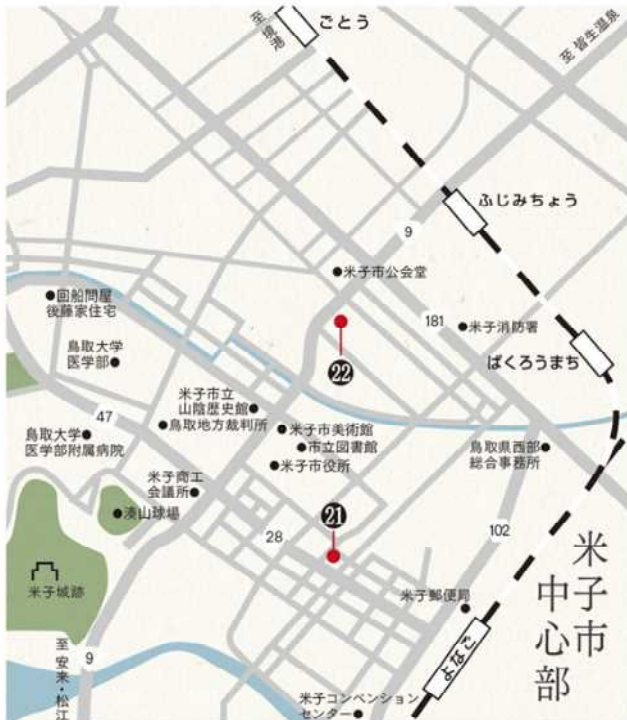 至 境港
ごとう
至 皆生温泉
ふじみちょう
9
米子市公会堂
181
米子消防署
ばくろうまち
回船問屋
後藤家住宅
鳥取大学
医学部
22
米子市立
山陰歴史館
鳥取地方裁判所
47
米子市美術館
市立図書館
米子市役所
鳥取大学
医学部附属病院
鳥取県西部
総合事務所
米子商工
会議所
湊山球場
21
28
102
米子市
中心部
米子城跡
米子郵便局
よなご
至 安来・松江
9
米子コンベンション
センター